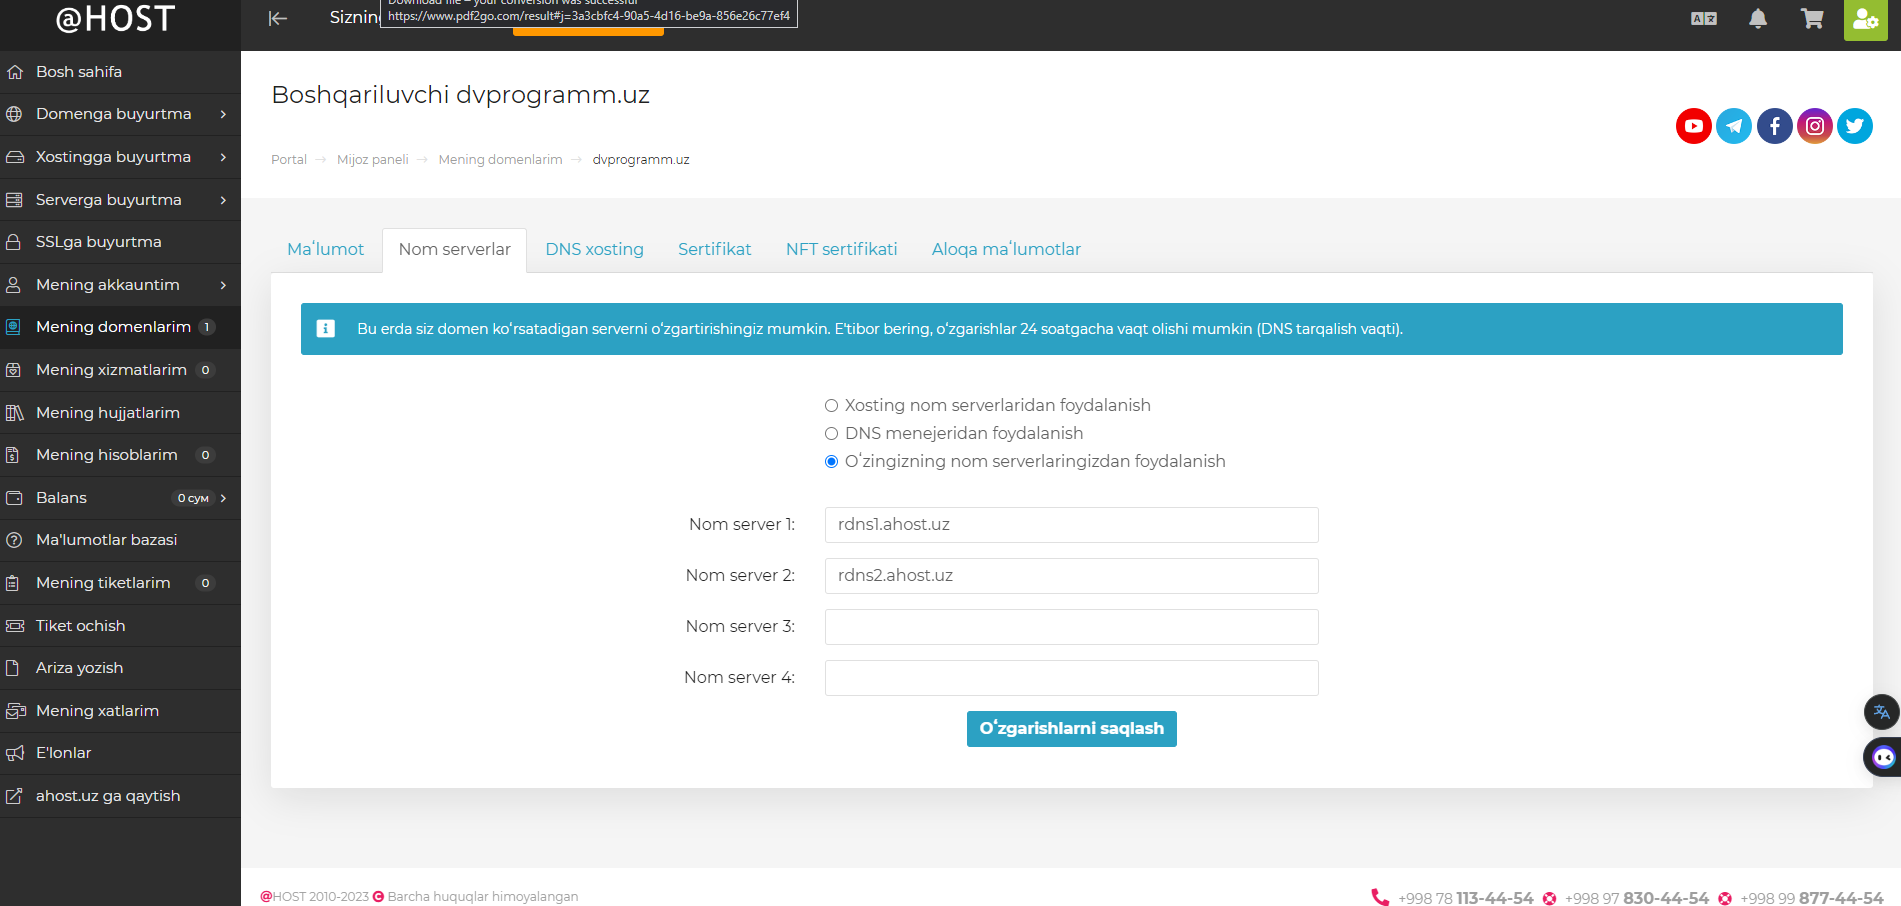 @HOST
Sizning
Download file – your conversion was successful
https://www.pdf2go.com/result#j=3a3cbfc4-90a5-4d16-be9a-856e26c77ef4
Bosh sahifa
Domenga buyurtma
Xostingga buyurtma
Serverga buyurtma
SSLga buyurtma
Mening akkauntim
Mening domenlarim 1
Mening xizmatlarim 0
Mening hujjatlarim
Mening hisoblarim 0
Balans 0 сум
Ma'lumotlar bazasi
Mening tiketlarim 0
Tiket ochish
Ariza yozish
Mening xatlarim
E'lonlar
ahost.uz ga qaytish
Boshqariluvchi dvprogramm.uz
Portal → Mijoz paneli → Mening domenlarim → dvprogramm.uz
Maʻlumot Nom serverlar DNS xosting Sertifikat NFT sertifikati Aloqa maʻlumotlar
Bu erda siz domen koʻrsatadigan serverni oʻzgartirishingiz mumkin. E'tibor bering, oʻzgarishlar 24 soatgacha vaqt olishi mumkin (DNS tarqalish vaqti).
Xosting nom serverlaridan foydalanish
DNS menejeridan foydalanish
Oʻzingizning nom serverlaringizdan foydalanish
Nom server 1: rdns1.ahost.uz
Nom server 2: rdns2.ahost.uz
Nom server 3:
Nom server 4:
Oʻzgarishlarni saqlash
@HOST 2010-2023 © Barcha huquqlar himoyalangan
+998 78 113-44-54 +998 97 830-44-54 +998 99 877-44-54